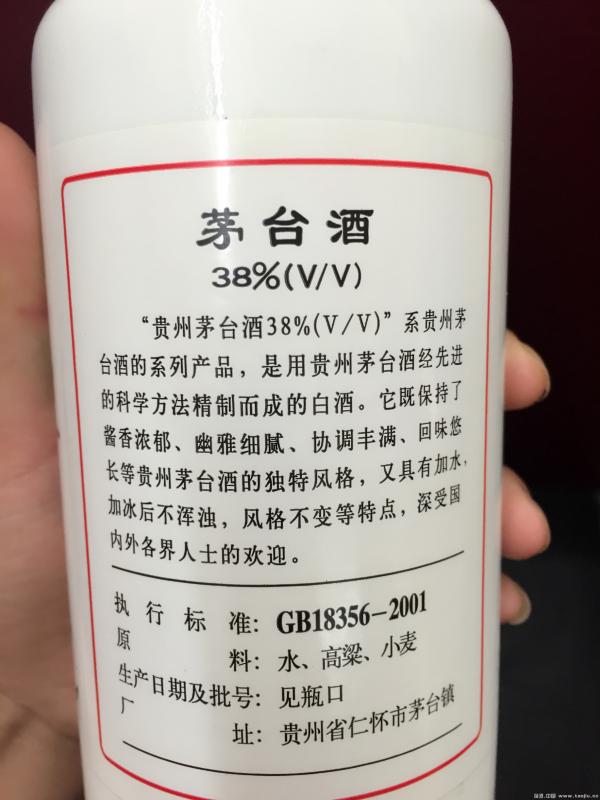 茅台酒
38%(V/V)
“贵州茅台酒38%(V/V)”系贵州茅
台酒的系列产品，是用贵州茅台酒经先进
的科学方法精制而成的白酒。它既保持了
酱香浓郁、幽雅细腻、协调丰满、回味悠
长等贵州茅台酒的独特风格，又具有加水，
加冰后不浑浊，风格不变等特点，深受国
内外各界人士的欢迎。
执行标准：GB18356-2001
原料：水、高粱、小麦
生产日期及批号：见瓶口
厂址：贵州省仁怀市茅台镇